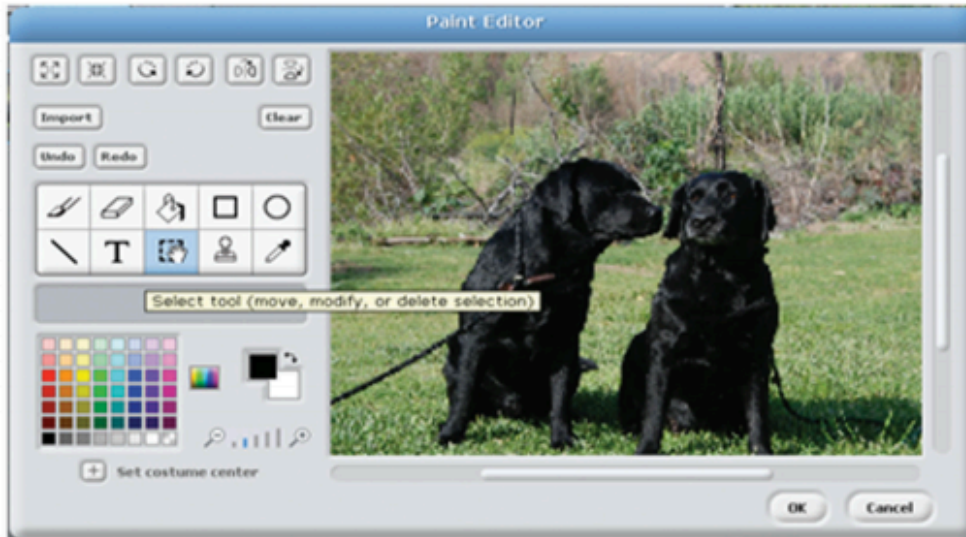 Paint Editor
Import
Clear
Undo Redo
T
Select tool (move, modify, or delete selection)
Set costume center
OK
Cancel